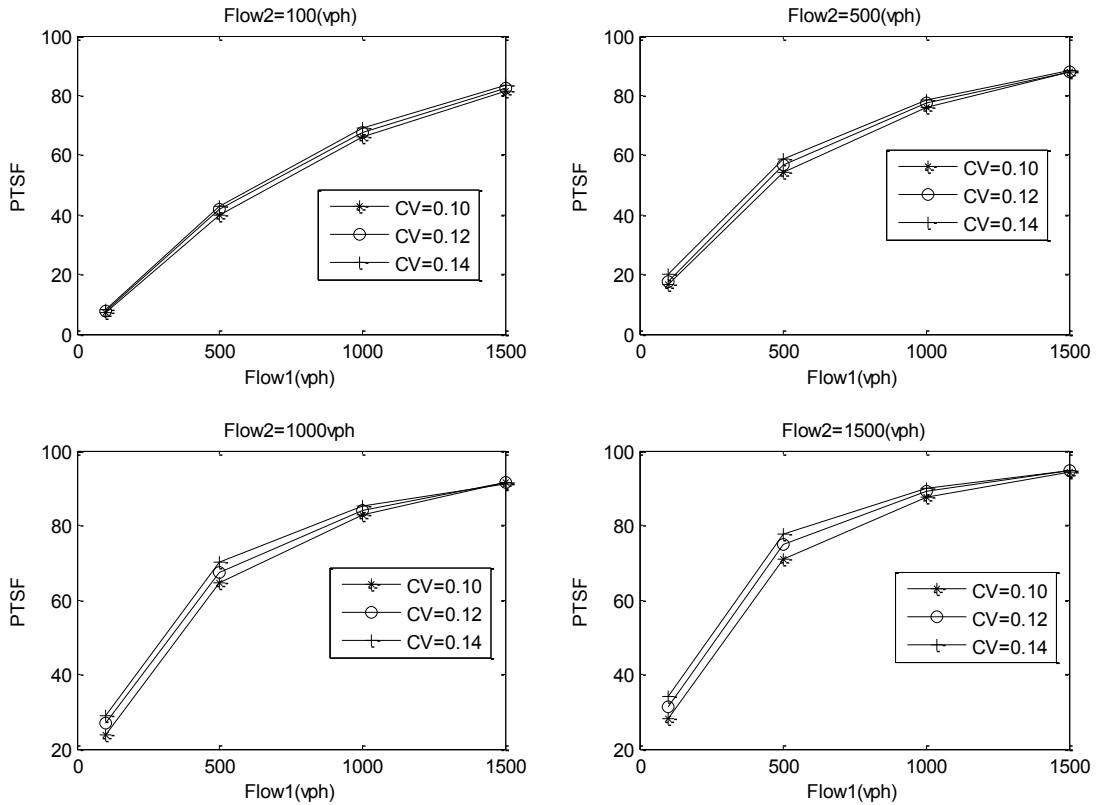 Flow2=100(vph)
100
80
60
40
20
0
PTSF
0
500
1000
1500
Flow1(vph)
CV=0.10
CV=0.12
CV=0.14
Flow2=500(vph)
100
80
60
40
20
0
PTSF
0
500
1000
1500
Flow1(vph)
CV=0.10
CV=0.12
CV=0.14
Flow2=1000vph
100
80
60
40
20
PTSF
0
500
1000
1500
Flow1(vph)
CV=0.10
CV=0.12
CV=0.14
Flow2=1500(vph)
100
80
60
40
20
PTSF
0
500
1000
1500
Flow1(vph)
CV=0.10
CV=0.12
CV=0.14